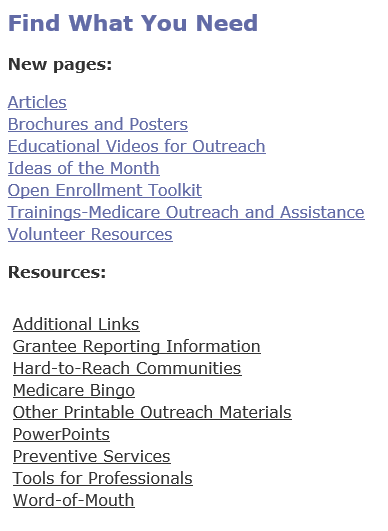 Find What You Need
New pages:
Articles
Brochures and Posters
Educational Videos for Outreach
Ideas of the Month
Open Enrollment Toolkit
Trainings-Medicare Outreach and Assistance
Volunteer Resources
Resources:
Additional Links
Grantee Reporting Information
Hard-to-Reach Communities
Medicare Bingo
Other Printable Outreach Materials
PowerPoints
Preventive Services
Tools for Professionals
Word-of-Mouth